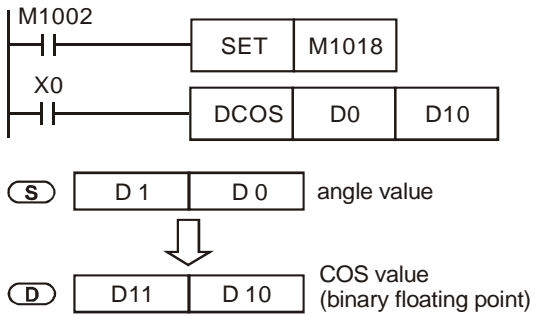 M1002
SET M1018
X0
DCOS D0 D10
S D 1 D 0 angle value
D D11 D 10 COS value
(binary floating point)